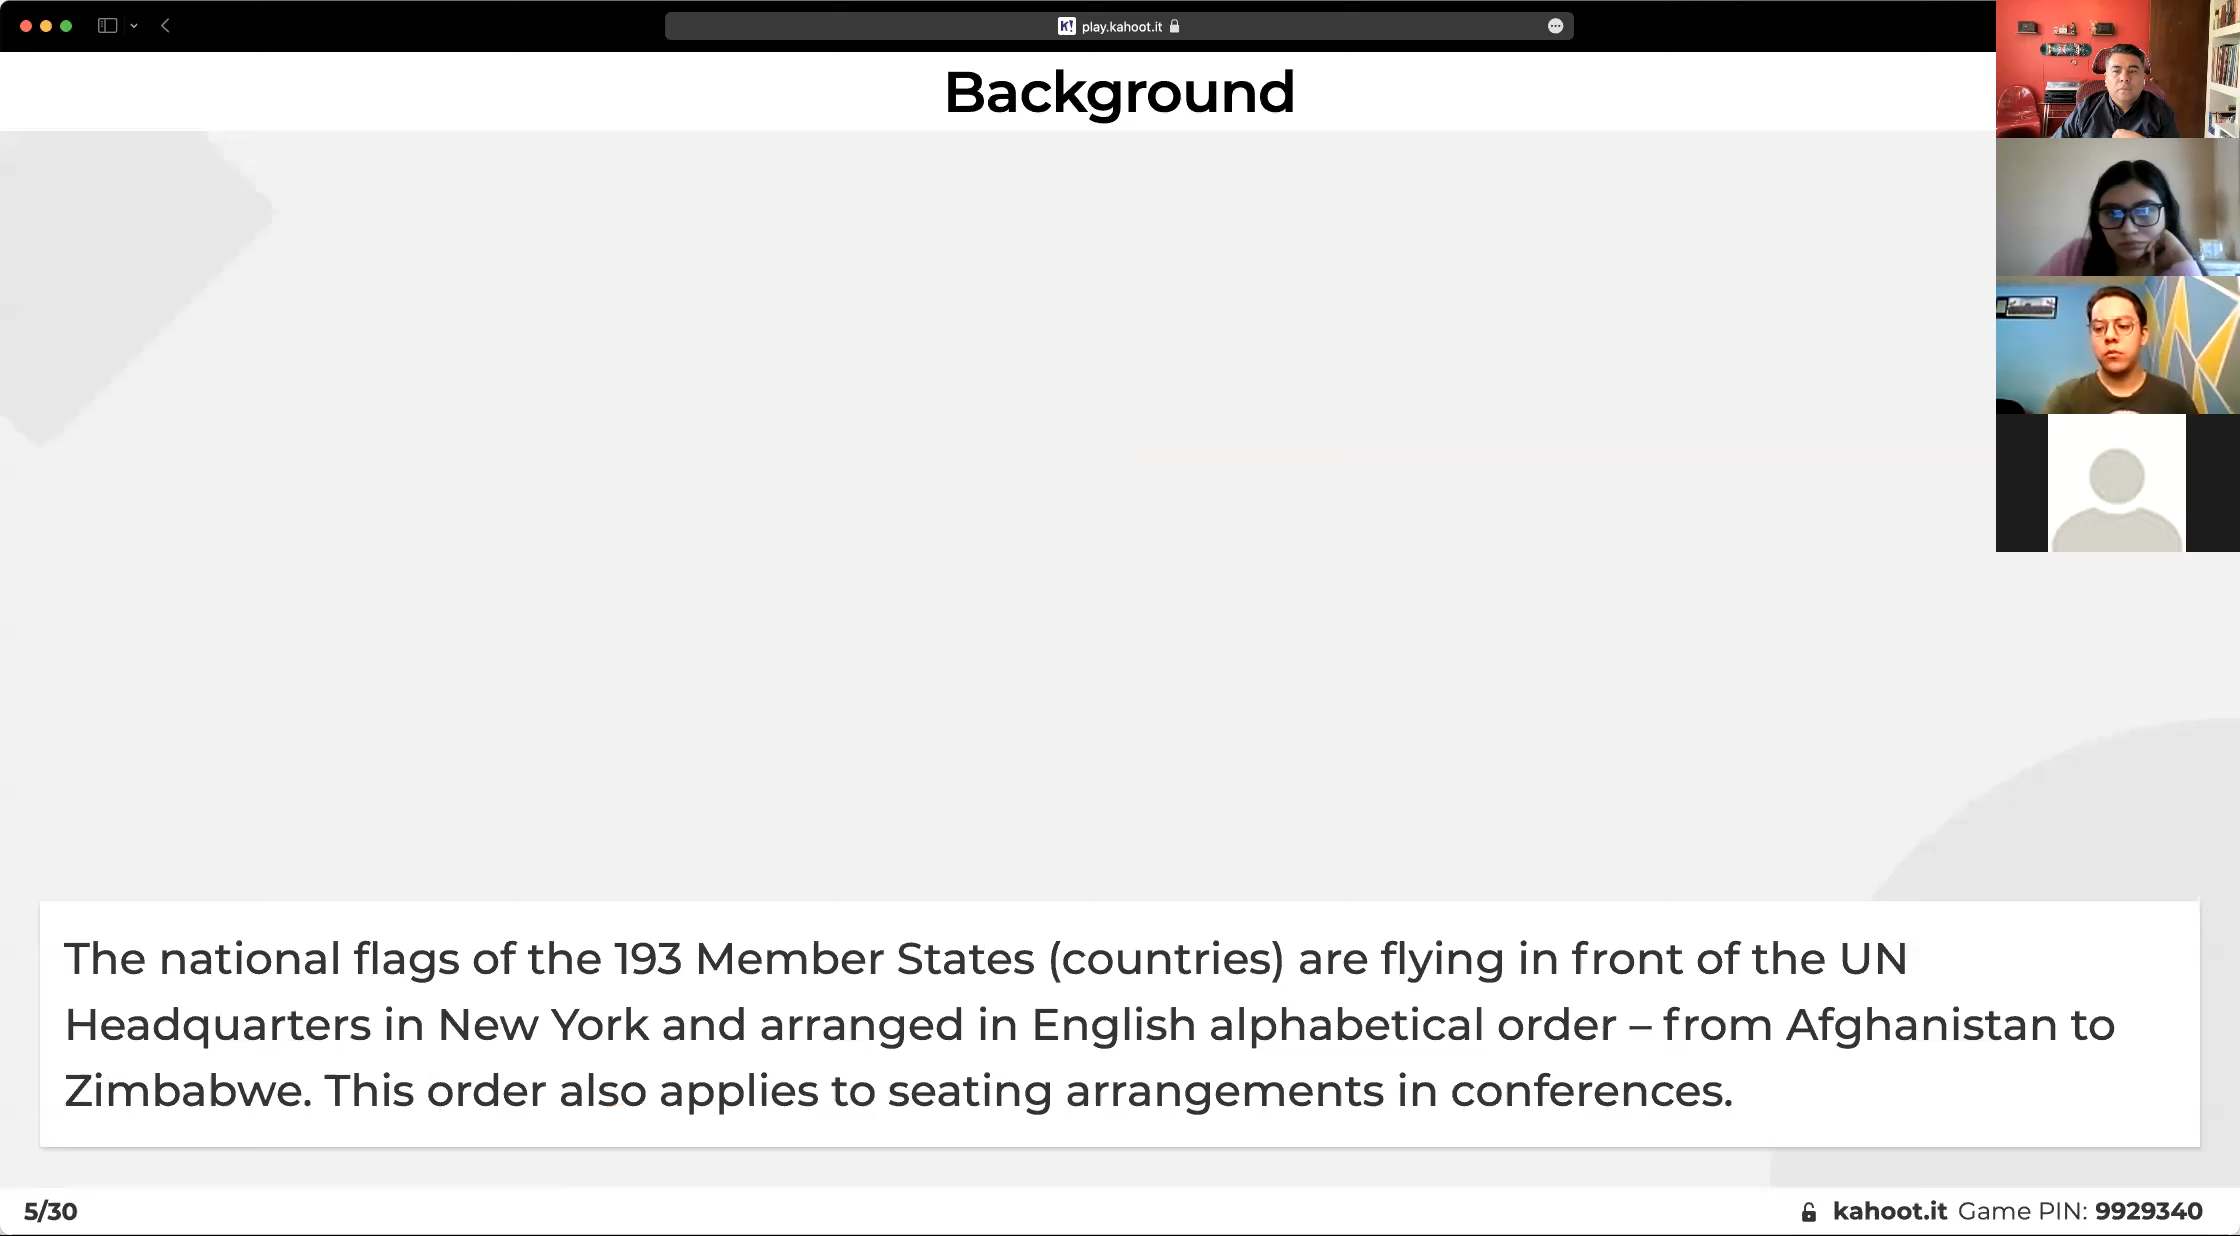 K! play.kahoot.it
Background
The national flags of the 193 Member States (countries) are flying in front of the UN
Headquarters in New York and arranged in English alphabetical order – from Afghanistan to
Zimbabwe. This order also applies to seating arrangements in conferences.
5/30
kahoot.it Game PIN: 9929340